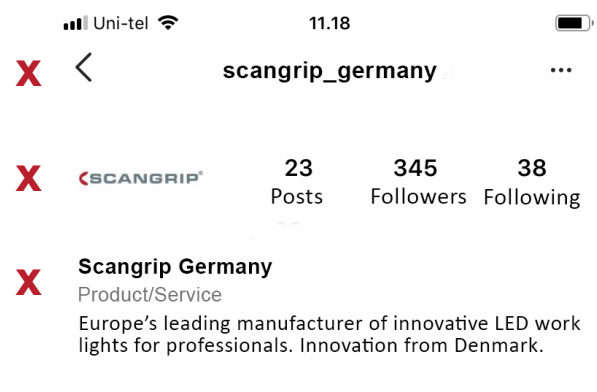 Uni-tel 11.18
X scangrip_germany
X SCANGRIP® 23 345 38
Posts Followers Following
X Scangrip Germany
Product/Service
Europe’s leading manufacturer of innovative LED work
lights for professionals. Innovation from Denmark.